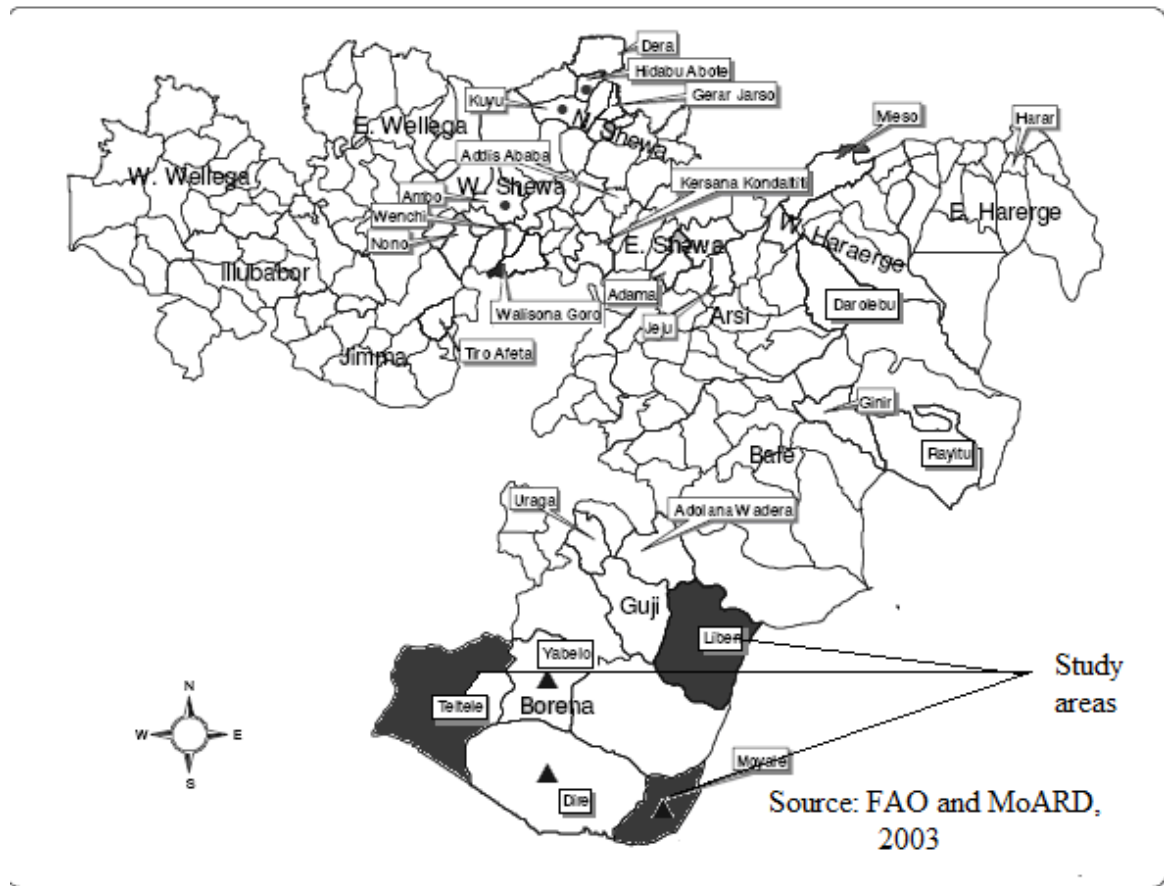 Dera
Hidabu Abote
Kuyu
Gerar Jarso
E. Wellega
N. Shewa
Mieso
Harar
Addis Ababa
W. Wellega
W. Shewa
Kersana Kondaltiti
Ambo
Wenchi
E. Harerge
Nono
E. Shewa
W. Haraerge
Illubabor
Adama
Darolebu
Walisona Goro
Jeju
Arsi
Jimma
Tiro Afeta
Ginir
Bale
Rayitu
Uraga
Adolana Wadera
Guji
Liben
Yabelo
Study
areas
Teltele
Borena
N
W
E
S
Moyale
Dire
Source: FAO and MoARD,
2003